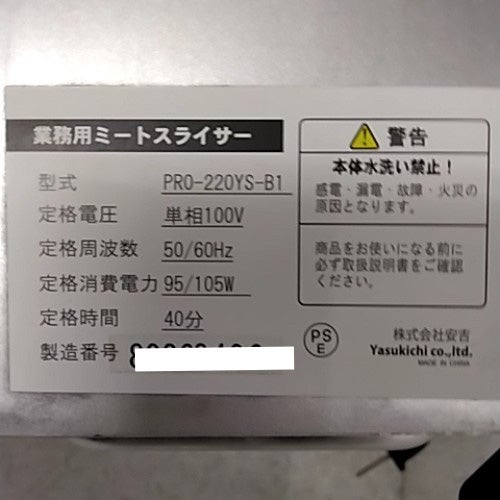 業務用ミートスライサー
型式 PRO-220YS-B1
定格電圧 単相100V
定格周波数 50/60Hz
定格消費電力 95/105W
定格時間 40分
製造番号
警告
本体水洗い禁止！
感電・漏電・故障・火災の
原因となります。
商品をお使いになる前に
必ず取扱説明書をご確認
ください。
PS
E
株式会社安吉
Yasukichi co.,ltd.
MADE IN CHINA